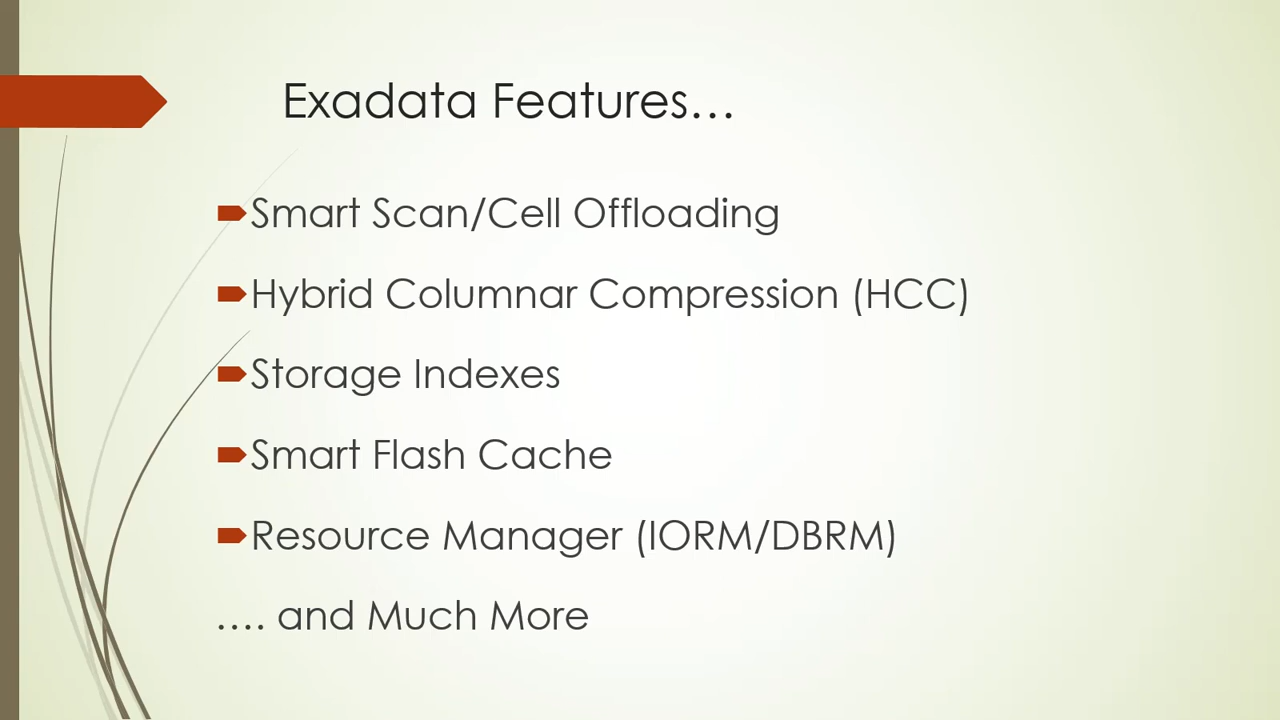 Exadata Features…
Smart Scan/Cell Offloading
Hybrid Columnar Compression (HCC)
Storage Indexes
Smart Flash Cache
Resource Manager (IORM/DBRM)
…. and Much More